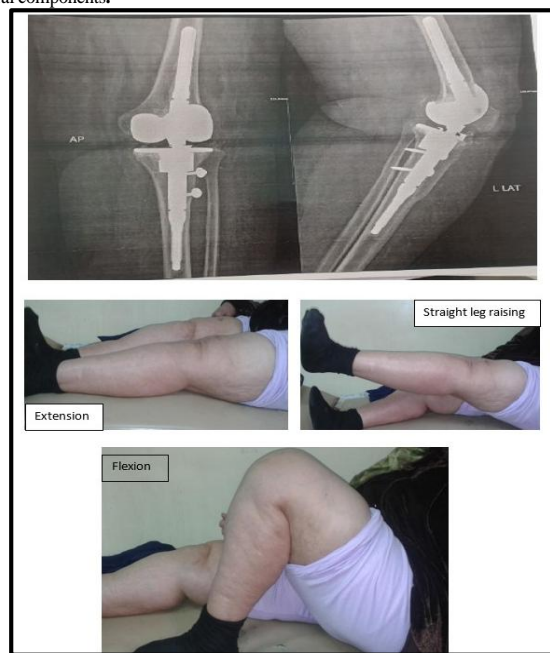 al components.
AP
L LAT
Straight leg raising
Extension
Flexion